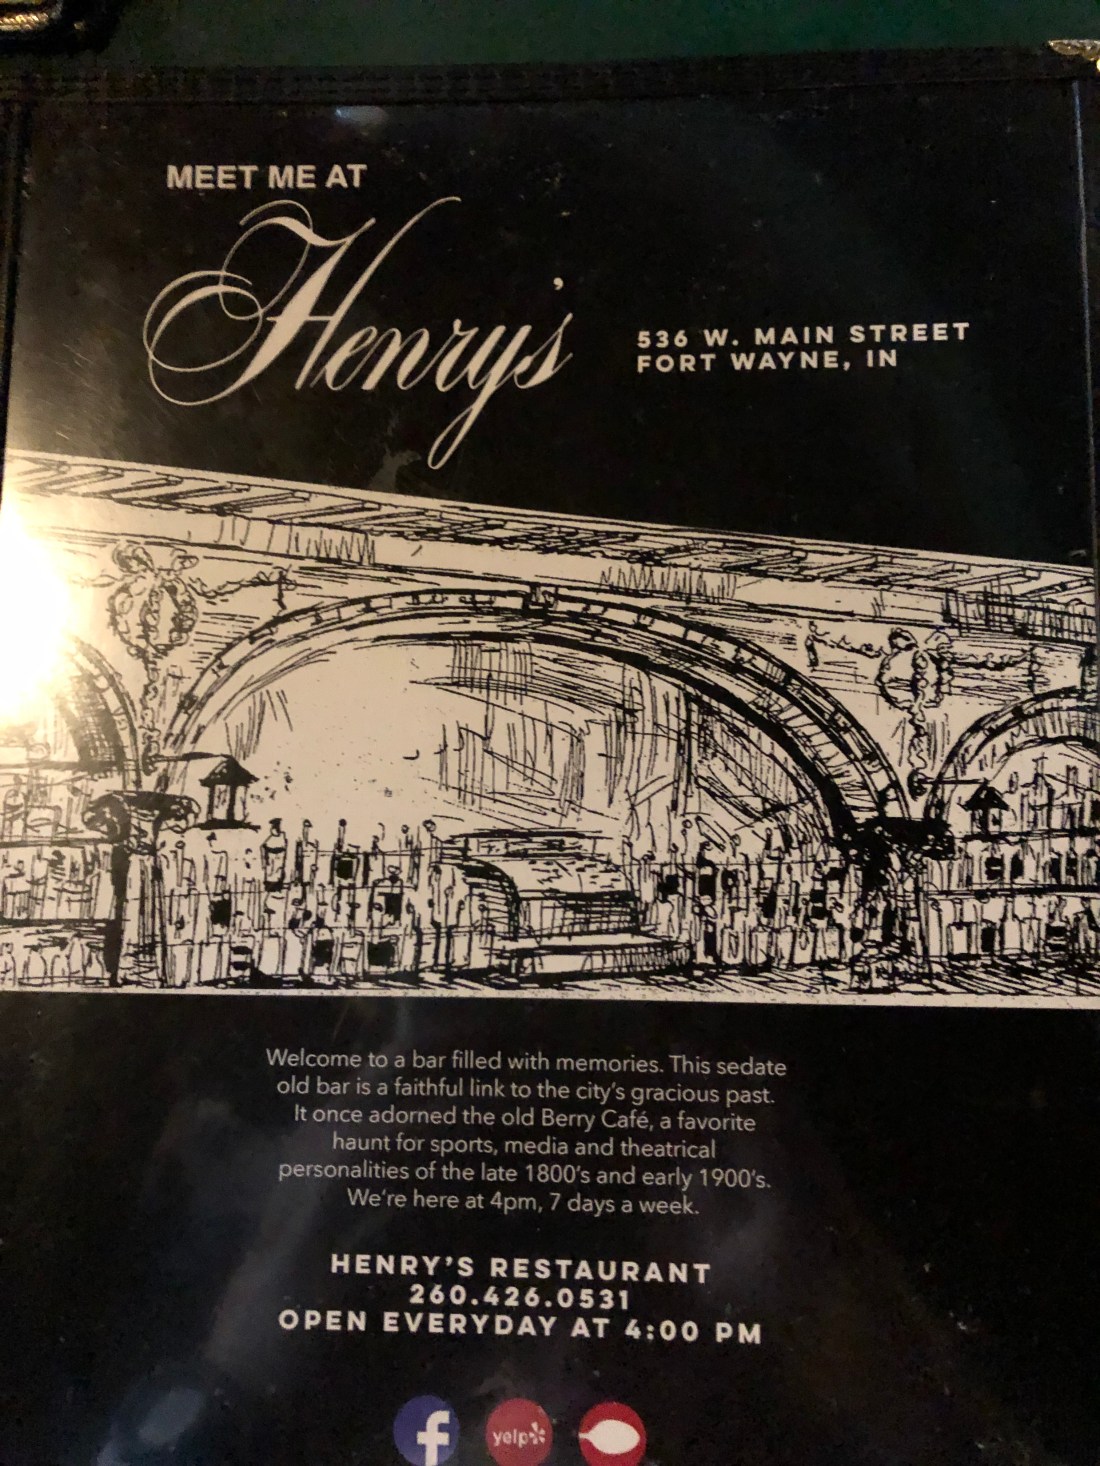 MEET ME AT
Henry's
536 W. MAIN STREET
FORT WAYNE, IN
Welcome to a bar filled with memories. This sedate
old bar is a faithful link to the city's gracious past.
It once adorned the old Berry Café, a favorite
haunt for sports, media and theatrical
personalities of the late 1800's and early 1900's.
We're here at 4pm, 7 days a week.
HENRY'S RESTAURANT
260.426.0531
OPEN EVERYDAY AT 4:00 PM
f
yelp